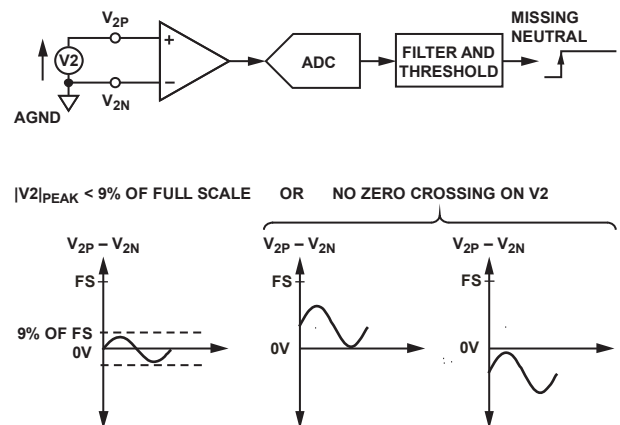 V2P
V2
V2N
AGND
+
−
ADC
FILTER AND
THRESHOLD
MISSING
NEUTRAL
|V2|PEAK < 9% OF FULL SCALE OR NO ZERO CROSSING ON V2
V2P – V2N
FS
9% OF FS
0V
V2P – V2N
FS
0V
V2P – V2N
FS
0V